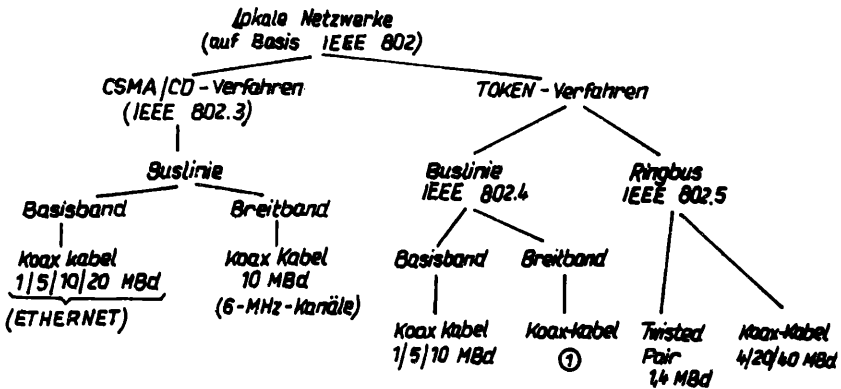 Lokale Netzwerke
(auf Basis IEEE 802)
CSMA/CD-Verfahren
(IEEE 802.3)
TOKEN-Verfahren
Buslinie
Buslinie
IEEE 802.4
Ringbus
IEEE 802.5
Basisband
Breitband
Koax kabel
1/5/10/20 MBd
(ETHERNET)
Koax Kabel
10 MBd
(6-MHz-Kanäle)
Basisband
Breitband
Koax Kabel
1/5/10 MBd
Koax-Kabel
①
Twisted
Pair
1,4 MBd
Koax-Kabel
4/20/40 MBd